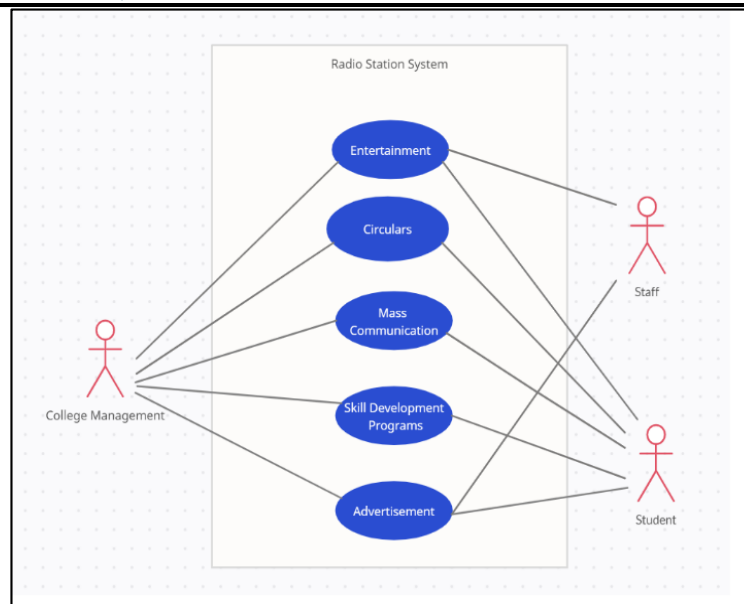 Radio Station System
Entertainment
Circulars
Staff
Mass
Communication
College Management
Skill Development
Programs
Advertisement
Student